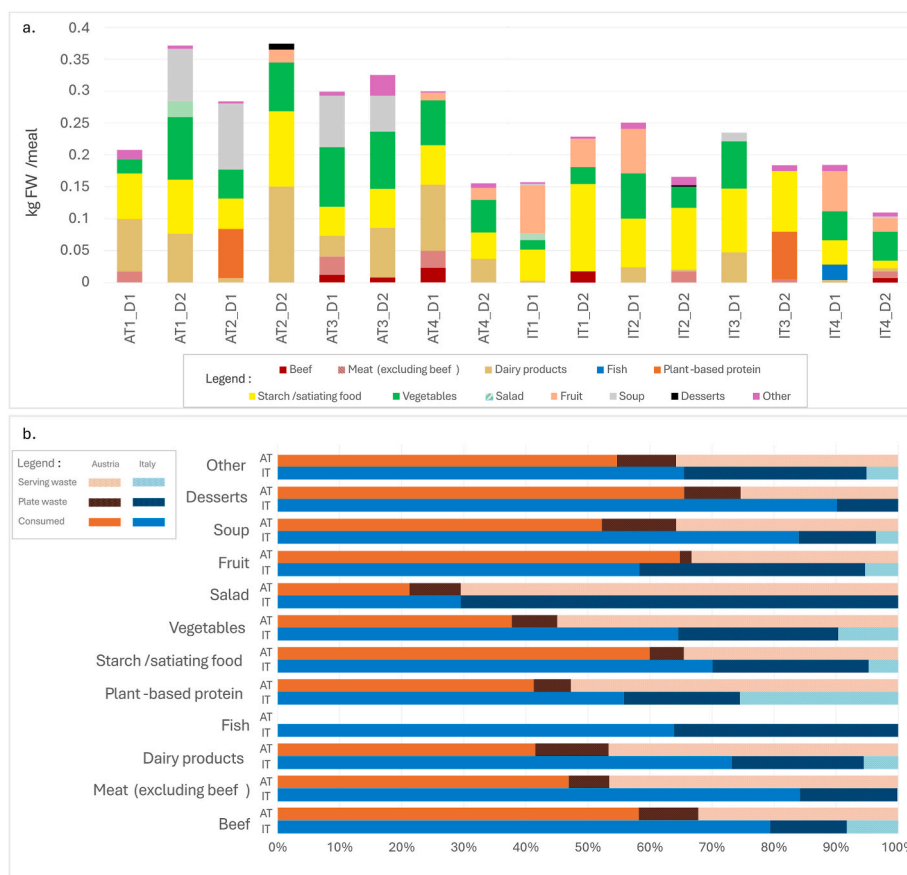 a.
0.4
0.35
0.3
0.25
0.2
0.15
0.1
0.05
0
kg FW /meal
AT1_D1
AT1_D2
AT2_D1
AT2_D2
AT3_D1
AT3_D2
AT4_D1
AT4_D2
IT1_D1
IT1_D2
IT2_D1
IT2_D2
IT3_D1
IT3_D2
IT4_D1
IT4_D2
Legend :
Beef Meat (excluding beef ) Dairy products Fish Plant-based protein
Starch /satiating food Vegetables Salad Fruit Soup Desserts Other
b.
Legend : Austria Italy
Serving waste
Plate waste
Consumed
Other AT
IT
Desserts AT
IT
Soup AT
IT
Fruit AT
IT
Salad AT
IT
Vegetables AT
IT
Starch /satiating food AT
IT
Plant -based protein AT
IT
Fish AT
IT
Dairy products AT
IT
Meat (excluding beef ) AT
IT
Beef AT
IT
0% 10% 20% 30% 40% 50% 60% 70% 80% 90% 100%